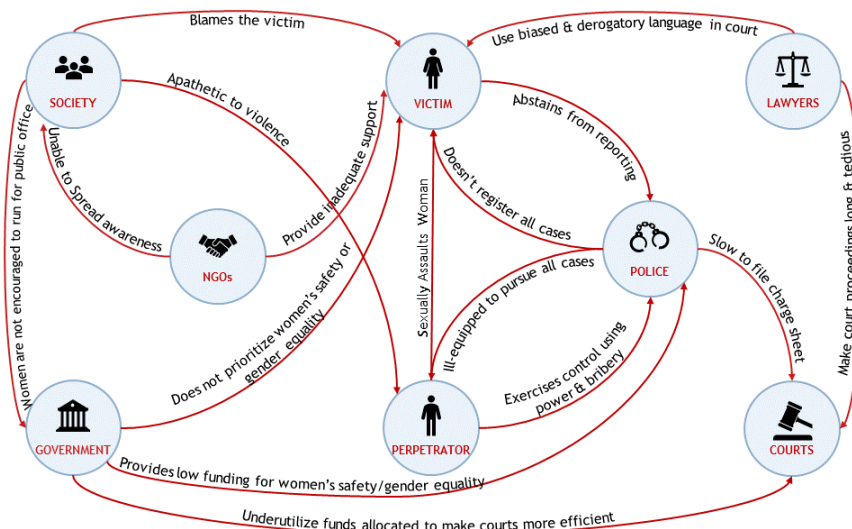 Blames the victim
Use biased & derogatory language in court
SOCIETY
VICTIM
LAWYERS
Apathetic to violence
Abstains from reporting
Women are not encouraged to run for public office
Unable to Spread awareness
Provide inadequate support
Doesn't register all cases
Sexually Assaults Woman
NGOs
POLICE
Slow to file charge sheet
Make court proceedings long & tedious
Does not prioritize women's safety or
gender equality
Ill-equipped to pursue all cases
Exercises control using
power & bribery
GOVERNMENT
PERPETRATOR
COURTS
Provides low funding for women's safety/gender equality
Underutilize funds allocated to make courts more efficient